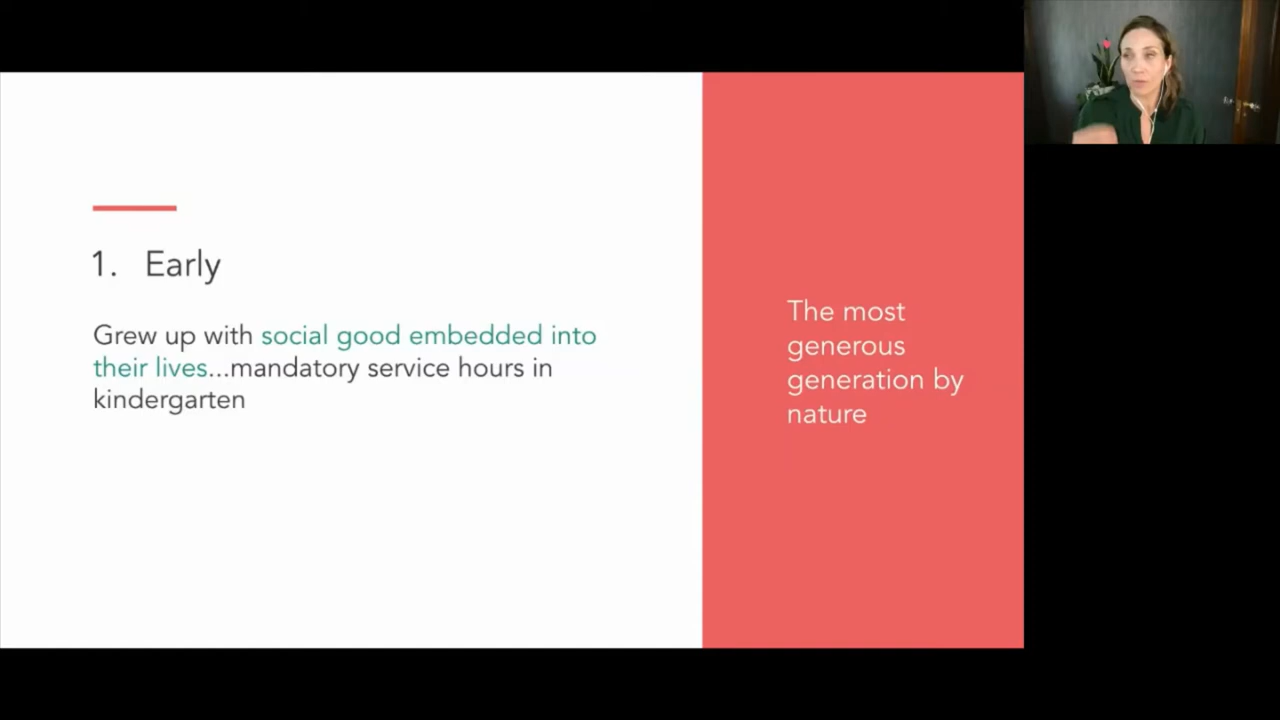 1. Early
Grew up with social good embedded into
their lives...mandatory service hours in
kindergarten
The most
generous
generation by
nature